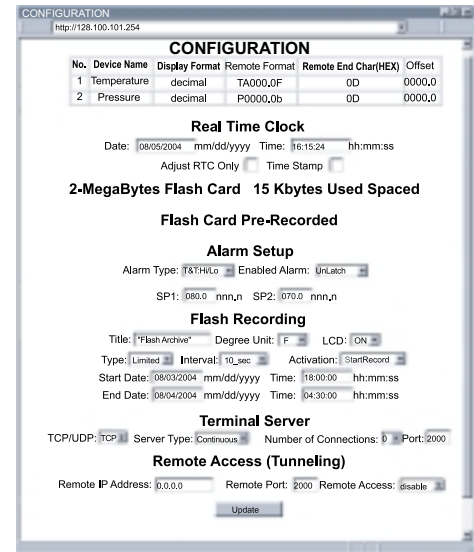 CONFIGURATION
http://128.100.101.254
CONFIGURATION
No. Device Name Display Format Remote Format Remote End Char(HEX) Offset
1 Temperature decimal TA000.0F 0D 0000.0
2 Pressure decimal P0000.0b 0D 0000.0
Real Time Clock
Date: 08/05/2004 mm/dd/yyyy Time: 16:15:24 hh:mm:ss
Adjust RTC Only Time Stamp
2-MegaBytes Flash Card 15 Kbytes Used Spaced
Flash Card Pre-Recorded
Alarm Setup
Alarm Type: T&T:Hi/Lo Enabled Alarm: UnLatch
SP1: 080.0 nnn.n SP2: 070.0 nnn.n
Flash Recording
Title: "Flash Archive" Degree Unit: F LCD: ON
Type: Limited Interval: 10_sec Activation: StartRecord
Start Date: 08/03/2004 mm/dd/yyyy Time: 18:00:00 hh:mm:ss
End Date: 08/04/2004 mm/dd/yyyy Time: 04:30:00 hh:mm:ss
Terminal Server
TCP/UDP: TCP Server Type: Continuous Number of Connections: 0 Port: 2000
Remote Access (Tunneling)
Remote IP Address: 0.0.0.0 Remote Port: 2000 Remote Access: disable
Update